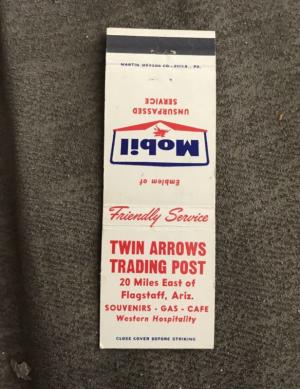 MARTIN MEYERS CO.-PHILA., PA.
Emblem of
Mobil
UNSURPASSED
SERVICE
Friendly Service
TWIN ARROWS
TRADING POST
20 Miles East of
Flagstaff, Ariz.
SOUVENIRS - GAS - CAFE
Western Hospitality
CLOSE COVER BEFORE STRIKING